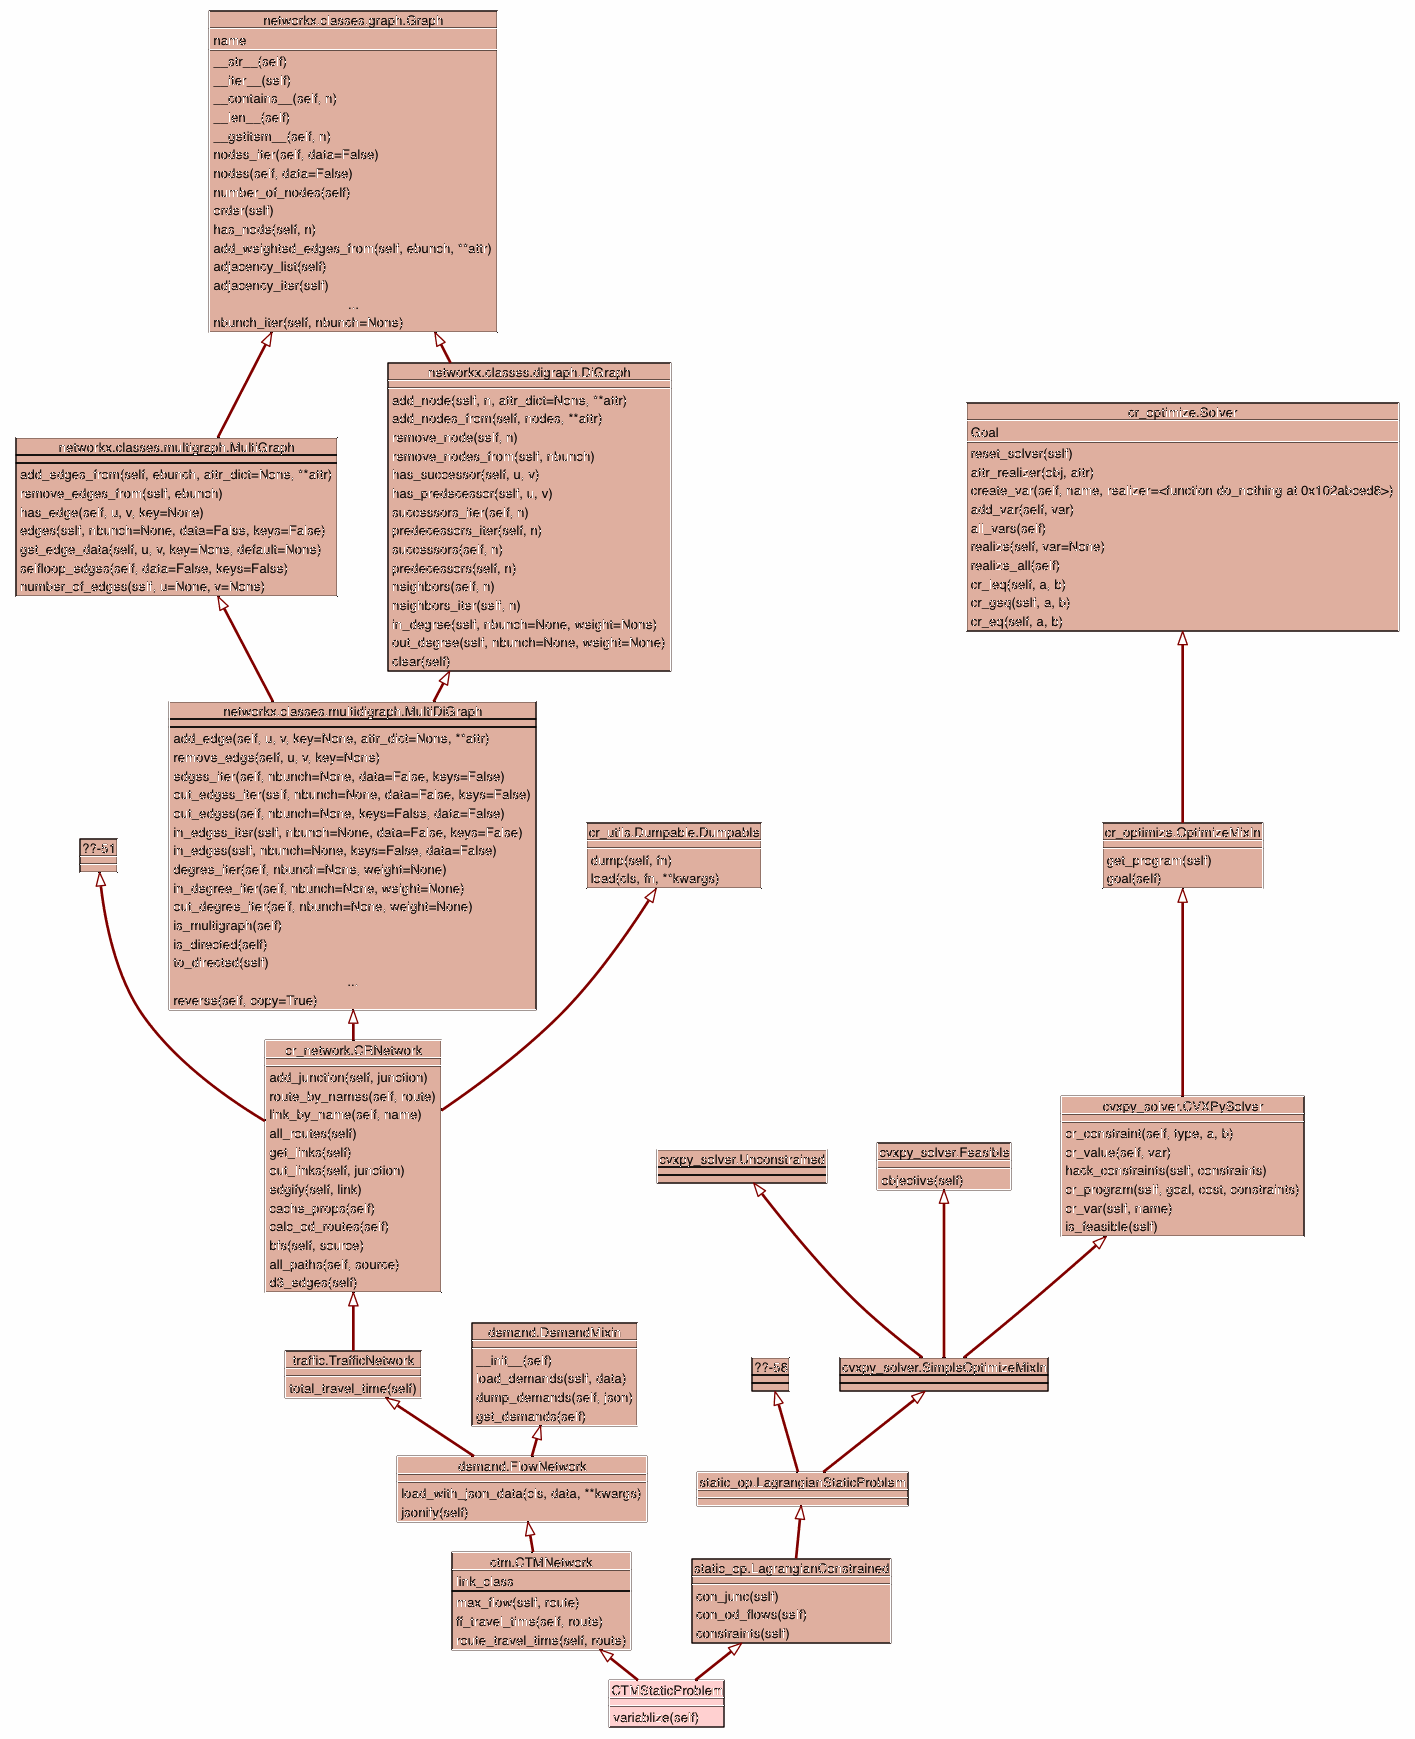 networkx.classes.graph.Graph
name
__str__(self)
__iter__(self)
__contains__(self, n)
__len__(self)
__getitem__(self, n)
nodes_iter(self, data=False)
nodes(self, data=False)
number_of_nodes(self)
order(self)
has_node(self, n)
add_weighted_edges_from(self, ebunch, **attr)
adjacency_list(self)
adjacency_iter(self)
...
nbunch_iter(self, nbunch=None)
networkx.classes.digraph.DiGraph
add_node(self, n, attr_dict=None, **attr)
add_nodes_from(self, nodes, **attr)
remove_node(self, n)
remove_nodes_from(self, nbunch)
has_successor(self, u, v)
has_predecessor(self, u, v)
successors_iter(self, n)
predecessors_iter(self, n)
successors(self, n)
predecessors(self, n)
neighbors(self, n)
neighbors_iter(self, n)
in_degree(self, nbunch=None, weight=None)
out_degree(self, nbunch=None, weight=None)
clear(self)
cr_optimize.Solver
Goal
reset_solver(self)
attr_realizer(obj, attr)
create_var(self, name, realizer=<function do_nothing at 0x102abced8>)
add_var(self, var)
all_vars(self)
realize(self, var=None)
realize_all(self)
cr_leq(self, a, b)
cr_geq(self, a, b)
cr_eq(self, a, b)
networkx.classes.multigraph.MultiGraph
add_edges_from(self, ebunch, attr_dict=None, **attr)
remove_edges_from(self, ebunch)
has_edge(self, u, v, key=None)
edges(self, nbunch=None, data=False, keys=False)
get_edge_data(self, u, v, key=None, default=None)
selfloop_edges(self, data=False, keys=False)
number_of_edges(self, u=None, v=None)
networkx.classes.multidigraph.MultiDiGraph
add_edge(self, u, v, key=None, attr_dict=None, **attr)
remove_edge(self, u, v, key=None)
edges_iter(self, nbunch=None, data=False, keys=False)
out_edges_iter(self, nbunch=None, data=False, keys=False)
out_edges(self, nbunch=None, keys=False, data=False)
in_edges_iter(self, nbunch=None, data=False, keys=False)
in_edges(self, nbunch=None, keys=False, data=False)
degree_iter(self, nbunch=None, weight=None)
in_degree_iter(self, nbunch=None, weight=None)
out_degree_iter(self, nbunch=None, weight=None)
is_multigraph(self)
is_directed(self)
to_directed(self)
...
reverse(self, copy=True)
??-51
cr_utils.Dumpable.Dumpable
dump(self, fn)
load(cls, fn, **kwargs)
cr_optimize.OptimizeMixIn
get_program(self)
goal(self)
cr_network.CRNetwork
add_junction(self, junction)
route_by_names(self, route)
link_by_name(self, name)
all_routes(self)
get_links(self)
out_links(self, junction)
edgify(self, link)
cache_props(self)
calc_od_routes(self)
bfs(self, source)
all_paths(self, source)
d3_edges(self)
cvxpy_solver.CVXPySolver
cr_constraint(self, type, a, b)
cr_value(self, var)
hack_constraints(self, constraints)
cr_program(self, goal, cost, constraints)
cr_var(self, name)
is_feasible(self)
cvxpy_solver.Unconstrained
cvxpy_solver.Feasible
objective(self)
traffic.TrafficNetwork
total_travel_time(self)
demand.DemandMixin
__init__(self)
load_demands(self, data)
dump_demands(self, json)
get_demands(self)
cvxpy_solver.SimpleOptimizeMixIn
demand.FlowNetwork
load_with_json_data(cls, data, **kwargs)
jsonify(self)
static_op.LagrangianStaticProblem
ctm.CTMNetwork
link_class
max_flow(self, route)
ff_travel_time(self, route)
route_travel_time(self, route)
static_op.LagrangianConstrained
con_junc(self)
con_od_flows(self)
constraints(self)
CTMStaticProblem
variablize(self)